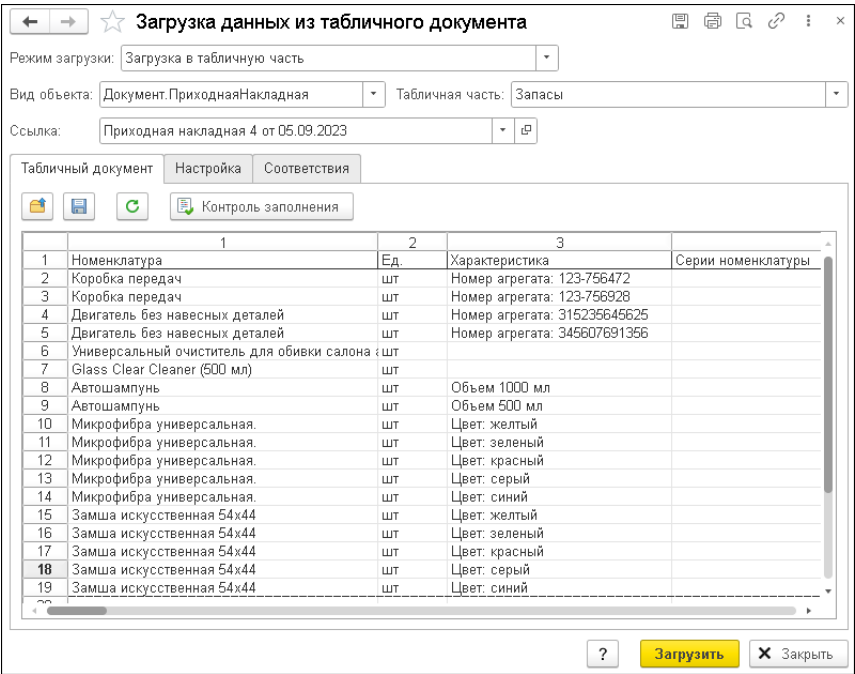 Загрузка данных из табличного документа
Режим загрузки: Загрузка в табличную часть
Вид объекта: Документ.ПриходнаяНакладная Табличная часть: Запасы
Ссылка: Приходная накладная 4 от 05.09.2023
Табличный документ Настройка Соответствия
Контроль заполнения
1 2 3
1 Номенклатура Ед. Характеристика Серии номенклатуры
2 Коробка передач шт Номер агрегата: 123-756472
3 Коробка передач шт Номер агрегата: 123-756928
4 Двигатель без навесных деталей шт Номер агрегата: 315235645625
5 Двигатель без навесных деталей шт Номер агрегата: 345607691356
6 Универсальный очиститель для обивки салона шт
7 Glass Clear Cleaner (500 мл) шт
8 Автошампунь шт Объем 1000 мл
9 Автошампунь шт Объем 500 мл
10 Микрофибра универсальная. шт Цвет: желтый
11 Микрофибра универсальная. шт Цвет: зеленый
12 Микрофибра универсальная. шт Цвет: красный
13 Микрофибра универсальная. шт Цвет: серый
14 Микрофибра универсальная. шт Цвет: синий
15 Замша искусственная 54х44 шт Цвет: желтый
16 Замша искусственная 54х44 шт Цвет: зеленый
17 Замша искусственная 54х44 шт Цвет: красный
18 Замша искусственная 54х44 шт Цвет: серый
19 Замша искусственная 54х44 шт Цвет: синий
? Загрузить Закрыть